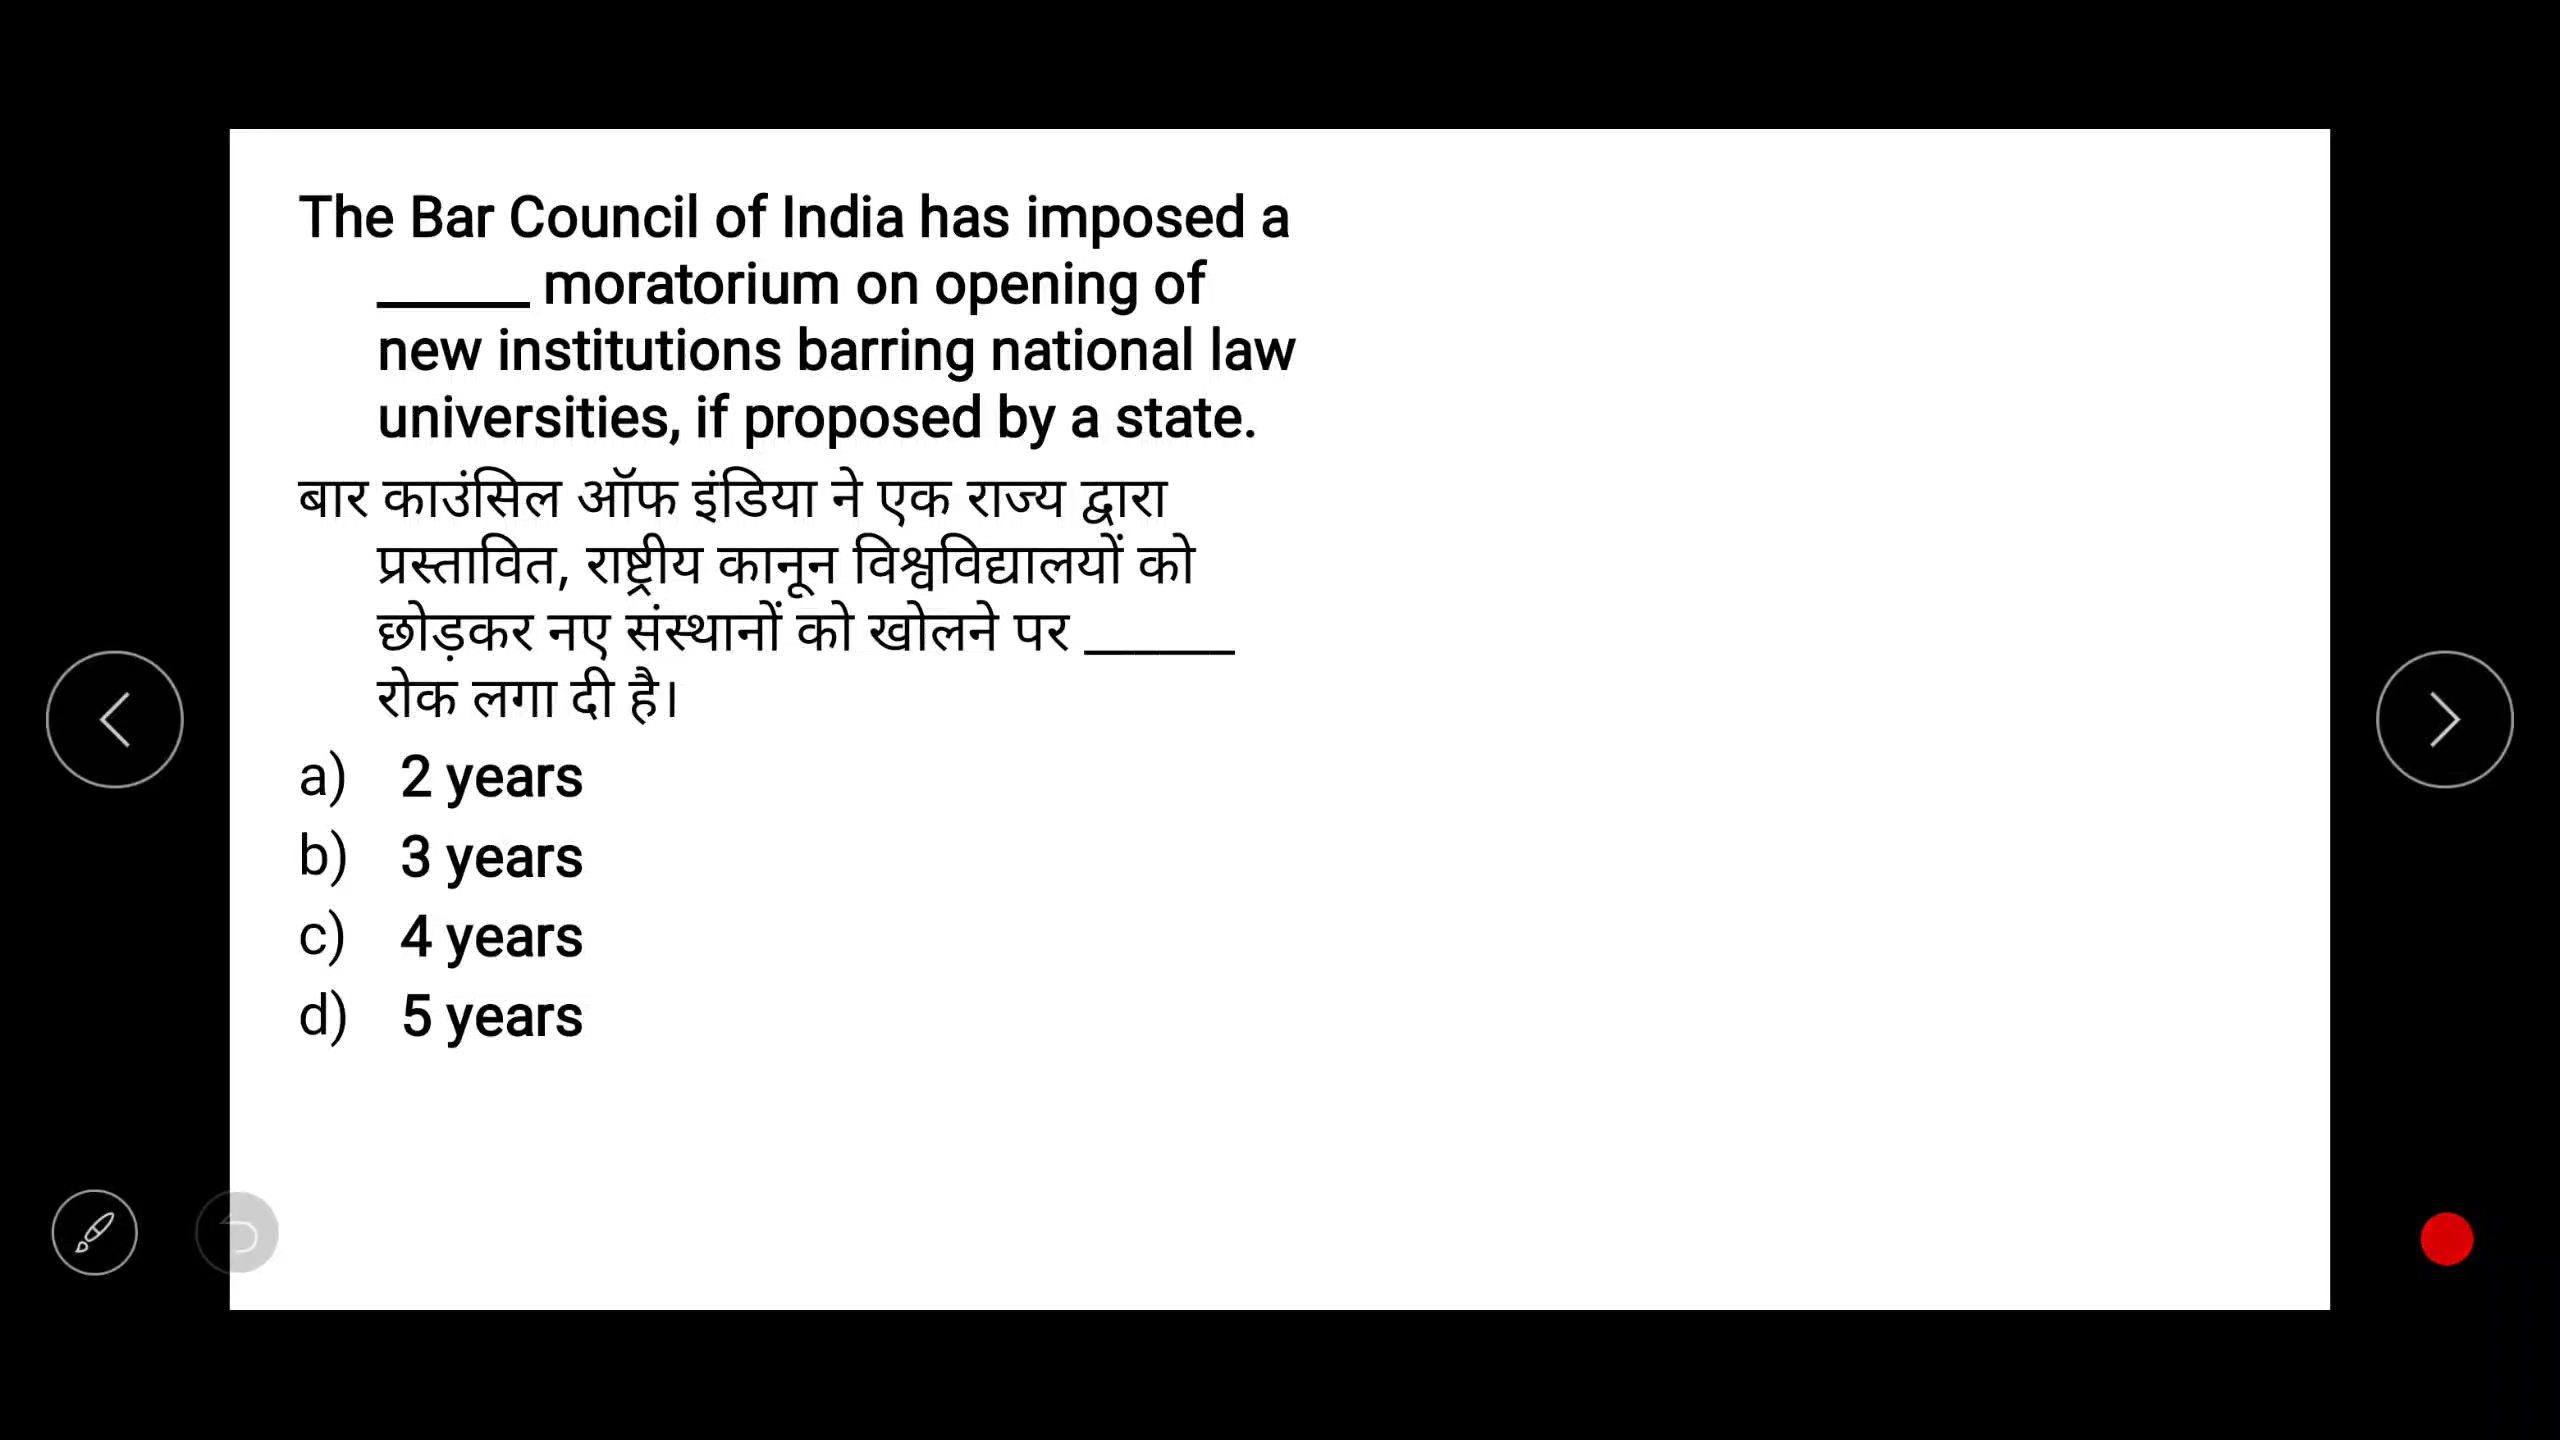 The Bar Council of India has imposed a
______ moratorium on opening of
new institutions barring national law
universities, if proposed by a state.
बार काउंसिल ऑफ इंडिया ने एक राज्य द्वारा
प्रस्तावित, राष्ट्रीय कानून विश्वविद्यालयों को
छोड़कर नए संस्थानों को खोलने पर ______
रोक लगा दी है।
a) 2 years
b) 3 years
c) 4 years
d) 5 years